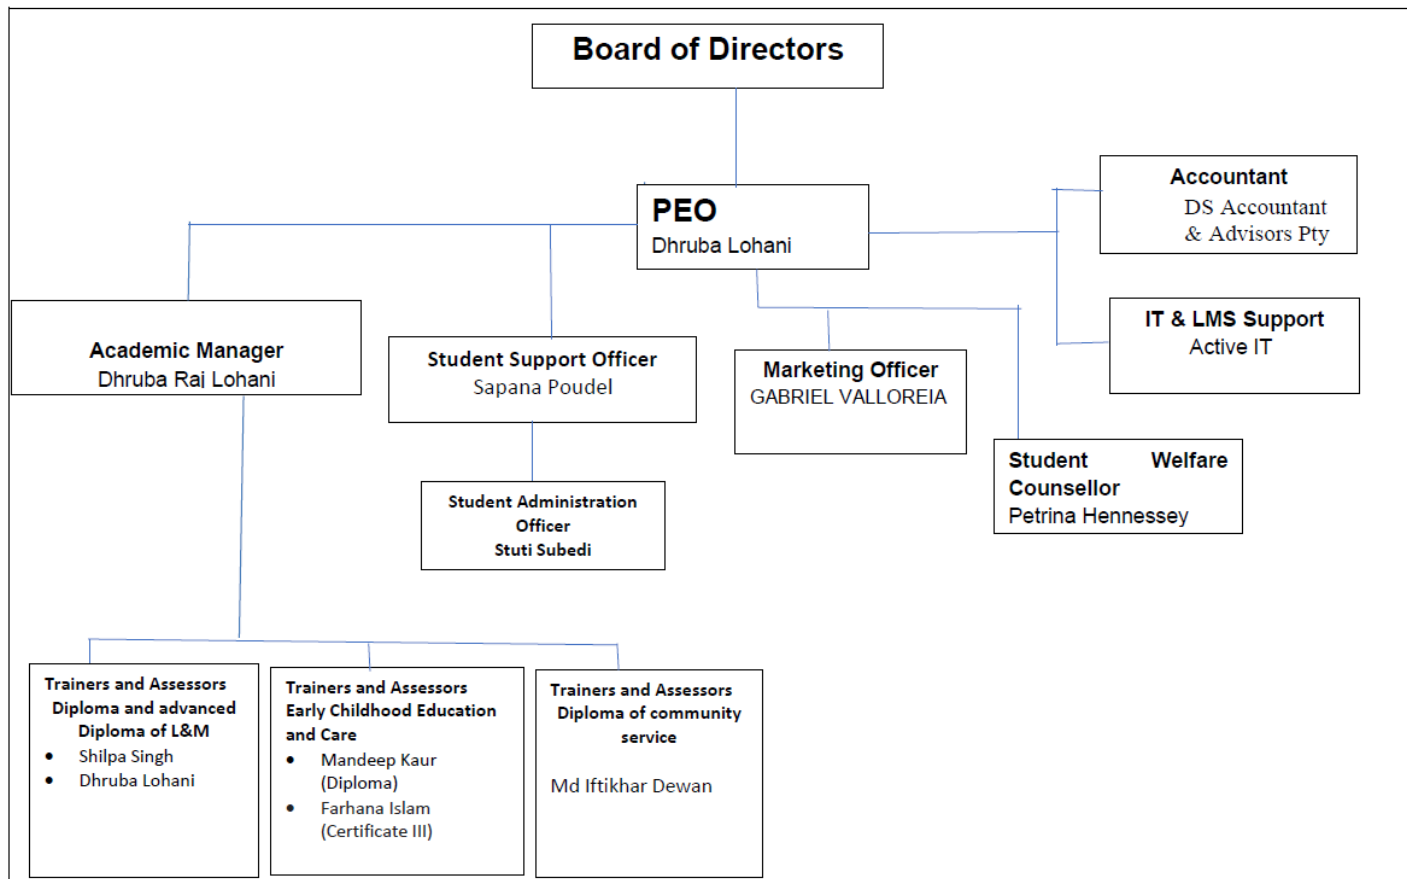 Board of Directors
PEO
Dhruba Lohani
Accountant
DS Accountant
& Advisors Pty
IT & LMS Support
Active IT
Academic Manager
Dhruba Raj Lohani
Student Support Officer
Sapana Poudel
Marketing Officer
GABRIEL VALLOREIA
Student Welfare
Counsellor
Petrina Hennessey
Student Administration
Officer
Stuti Subedi
Trainers and Assessors
Diploma and advanced
Diploma of L&M
• Shilpa Singh
• Dhruba Lohani
Trainers and Assessors
Early Childhood Education
and Care
• Mandeep Kaur
(Diploma)
• Farhana Islam
(Certificate III)
Trainers and Assessors
Diploma of community
service
Md Iftikhar Dewan